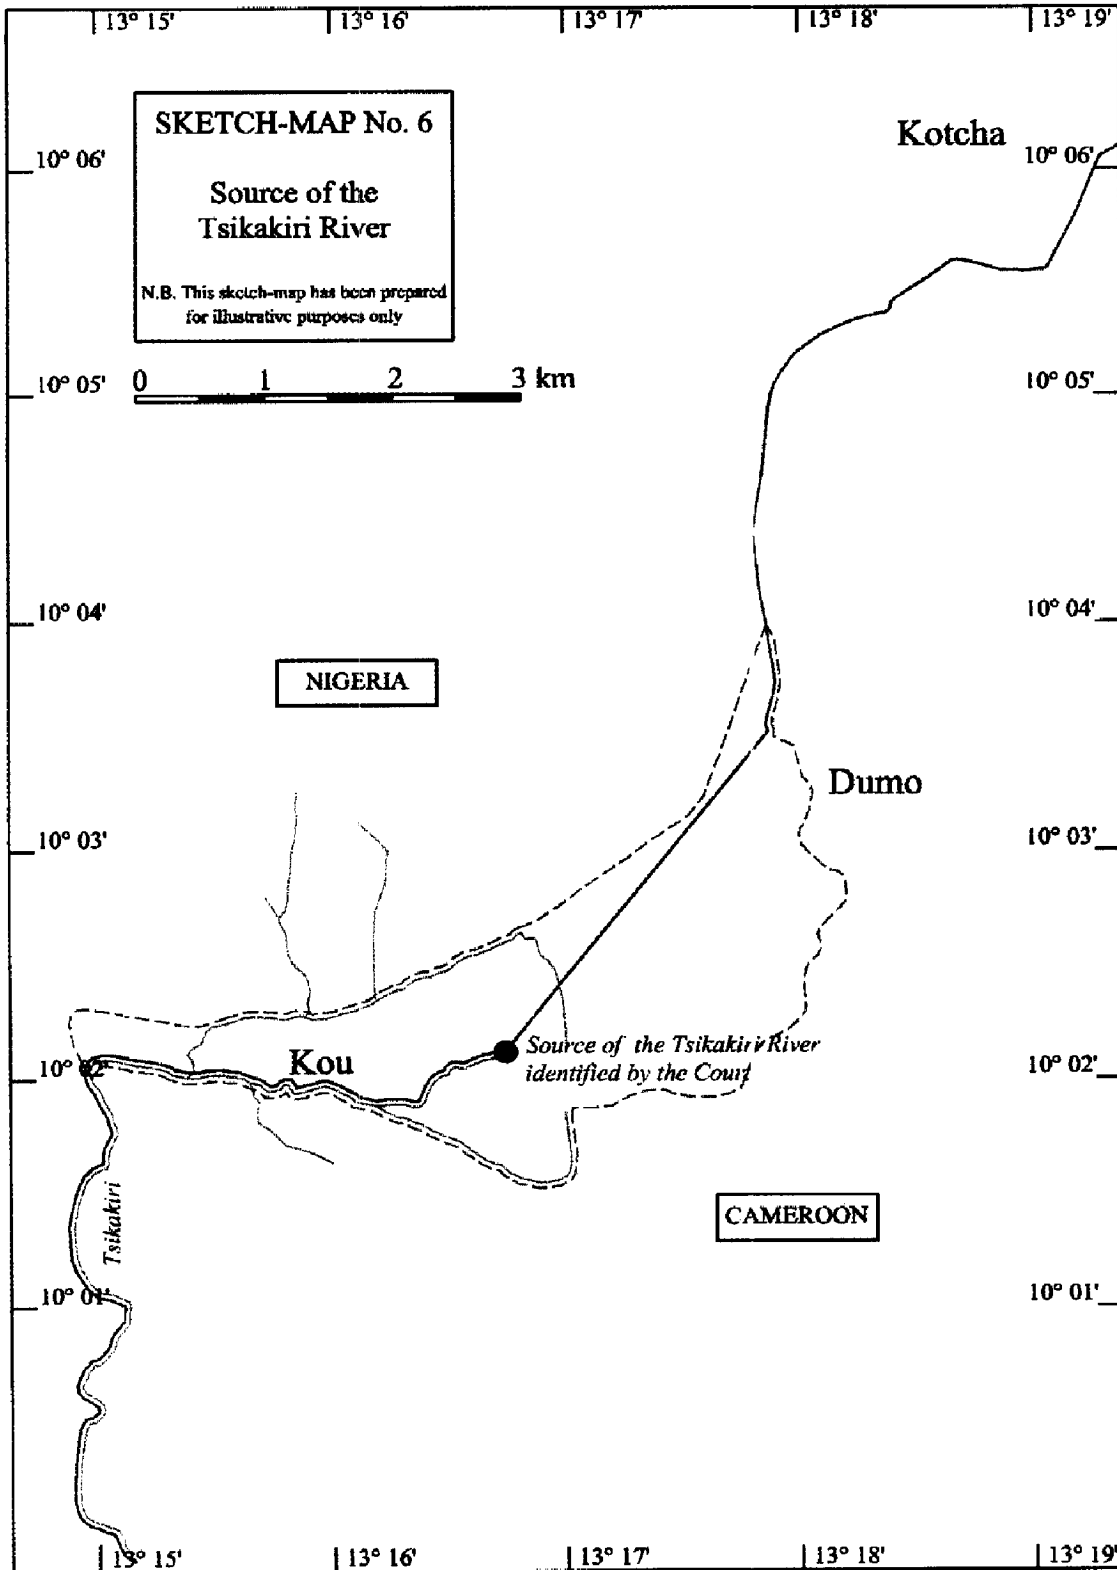 13° 15' 13° 16' 13° 17' 13° 18' 13° 19'
SKETCH-MAP No. 6
Source of the
Tsikakiri River
N.B. This sketch-map has been prepared
for illustrative purposes only
Kotcha
10° 06' 10° 06'
0 1 2 3 km
10° 05' 10° 05'
10° 04' 10° 04'
NIGERIA
Dumo
10° 03' 10° 03'
Kou
Source of the Tsikakiri River
identified by the Court
10° 02' 10° 02'
Tsikakiri
CAMEROON
10° 01' 10° 01'
13° 15' 13° 16' 13° 17' 13° 18' 13° 19'